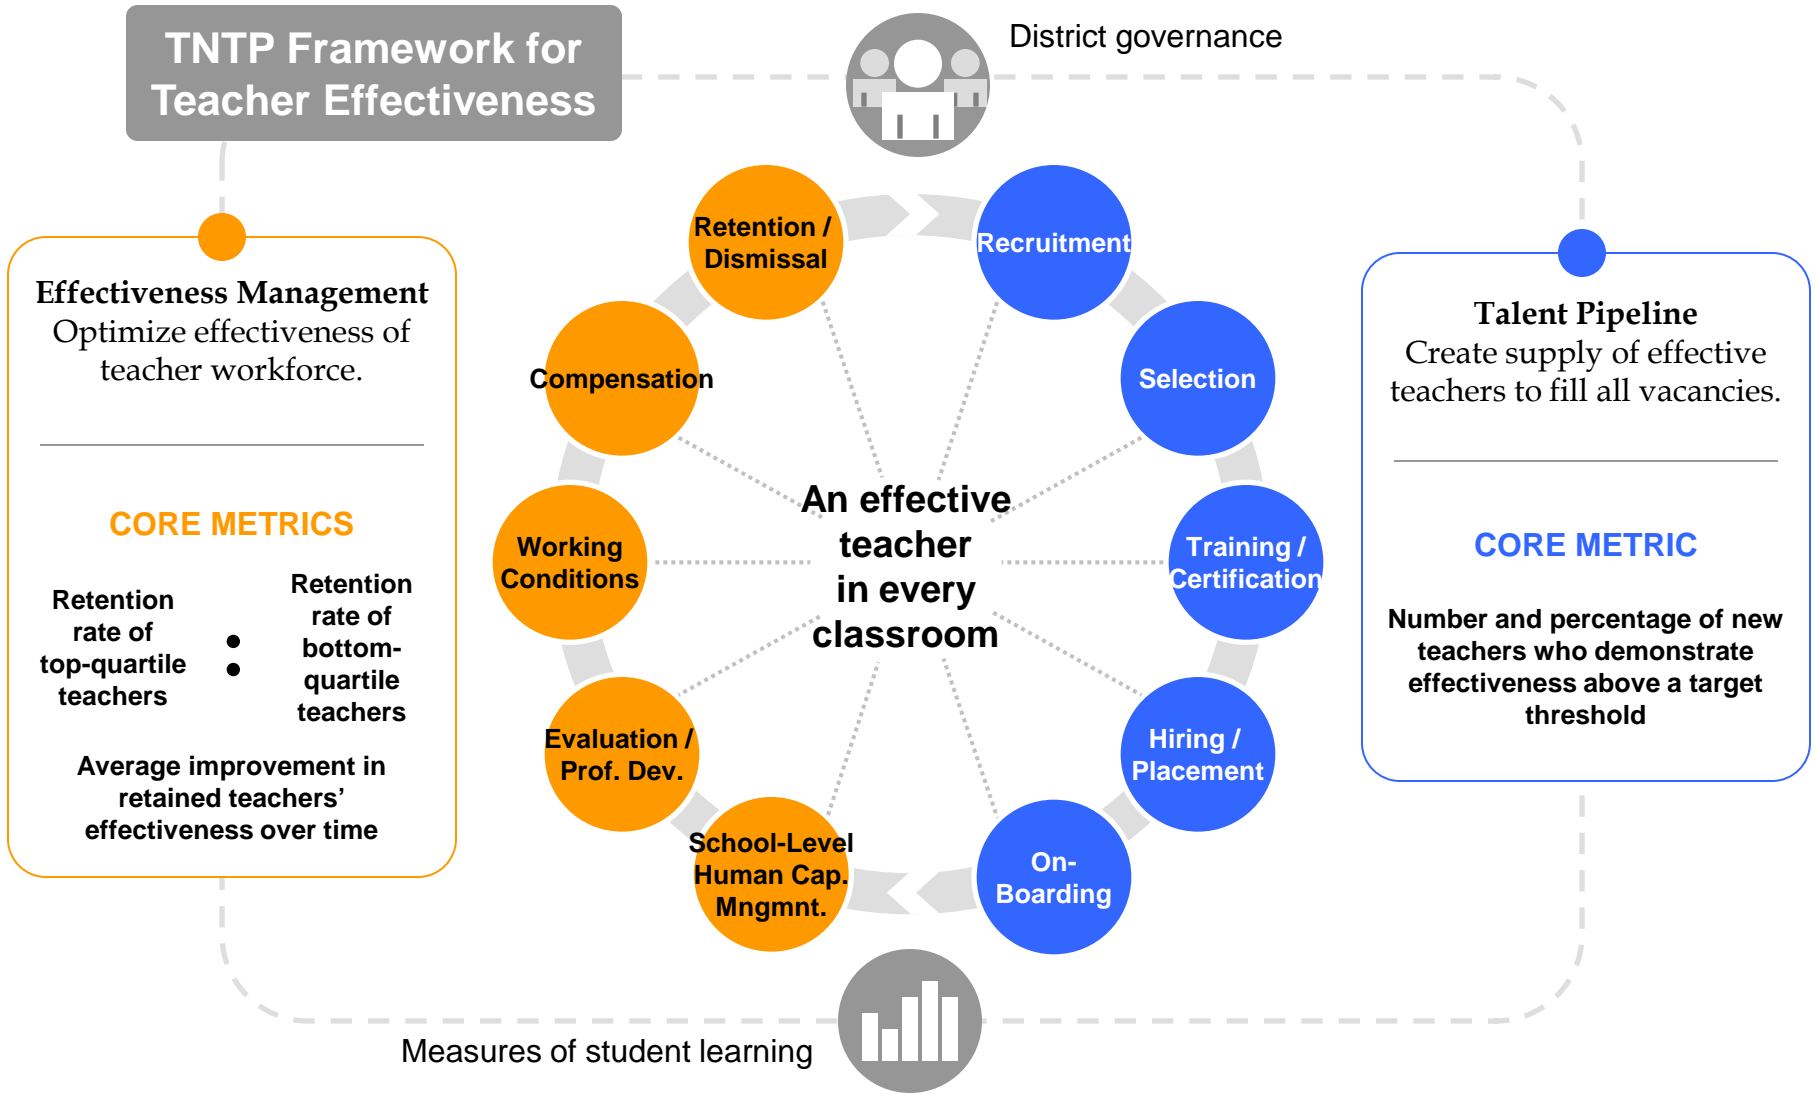 TNTP Framework for
Teacher Effectiveness
District governance
Effectiveness Management
Optimize effectiveness of
teacher workforce.
CORE METRICS
Retention
rate of
top-quartile
teachers
:
Retention
rate of
bottom-
quartile
teachers
Average improvement in
retained teachers’
effectiveness over time
Retention /
Dismissal
Compensation
Working
Conditions
Evaluation /
Prof. Dev.
School-Level
Human Cap.
Mngmnt.
An effective
teacher
in every
classroom
Recruitment
Selection
Training /
Certification
Hiring /
Placement
On-
Boarding
Talent Pipeline
Create supply of effective
teachers to fill all vacancies.
CORE METRIC
Number and percentage of new
teachers who demonstrate
effectiveness above a target
threshold
Measures of student learning